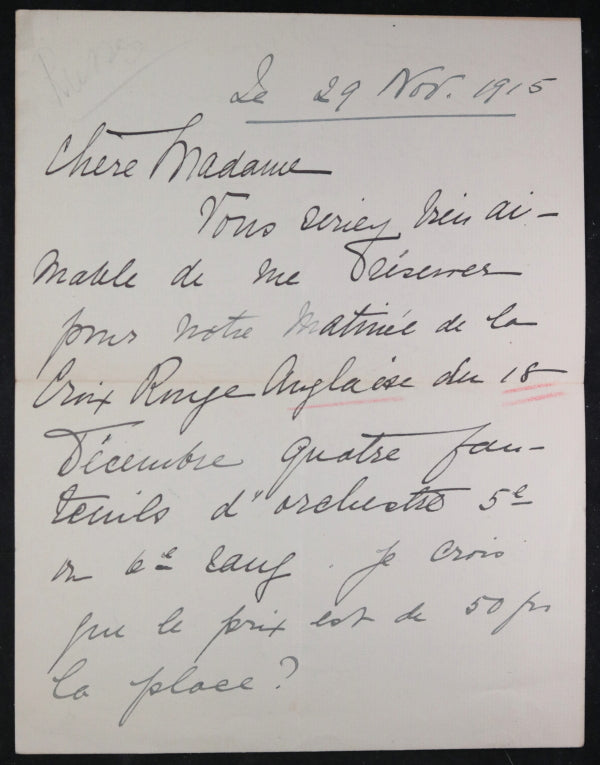 Le 29 Nov. 1915
Chère Madame
Vous seriez bien ai-
mable de me Réserver
pour notre Matinée de la
Croix Rouge Anglaise du 18
Décembre quatre fau-
teuils d'orchestre 5e
ou 6e rang. Je crois
que le prix est de 50 frs
la place?